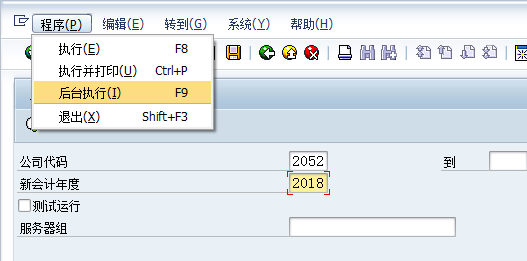 程序(P) 编辑(E) 转到(G) 系统(Y) 帮助(H)
执行(E) F8
执行并打印(U) Ctrl+P
后台执行(I) F9
退出(X) Shift+F3
公司代码 2052 到
新会计年度 2018
测试运行
服务器组